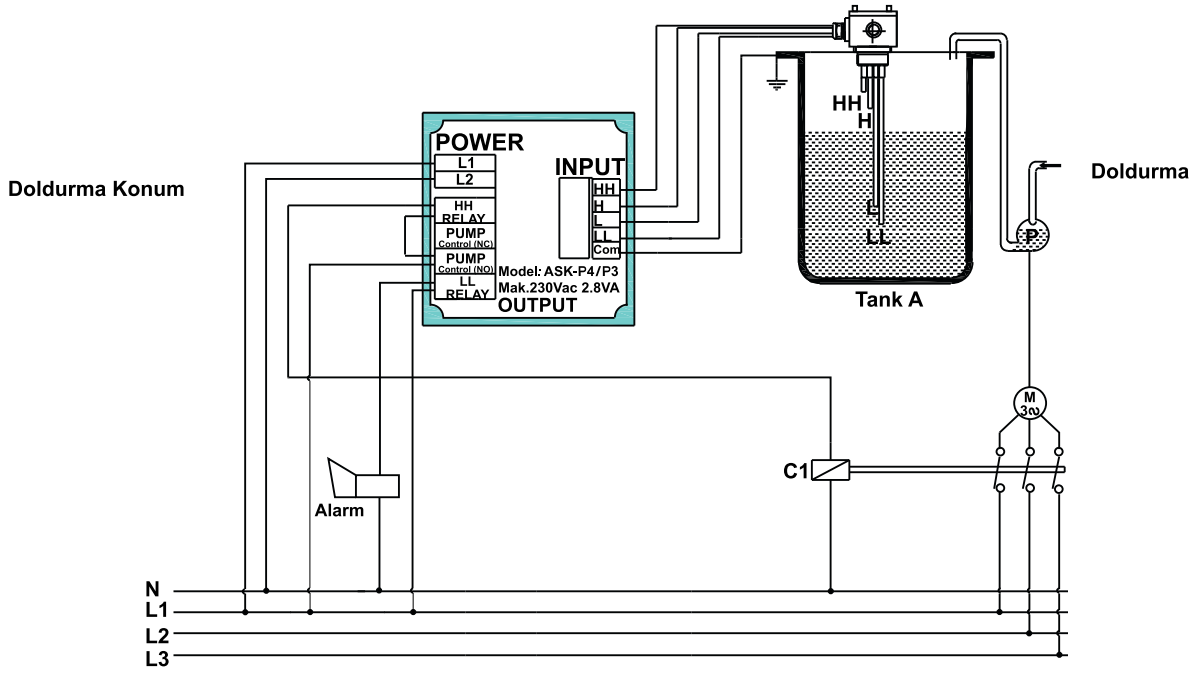 Doldurma Konum
POWER
L1
L2
HH
RELAY
PUMP
Control (NC)
PUMP
Control (NO)
LL
RELAY
INPUT
HH
H
L
LL
Com
Model: ASK-P4/P3
Mak.230Vac 2.8VA
OUTPUT
HH
H
L
LL
Tank A
Doldurma
P
M
3∾
C1
Alarm
N
L1
L2
L3